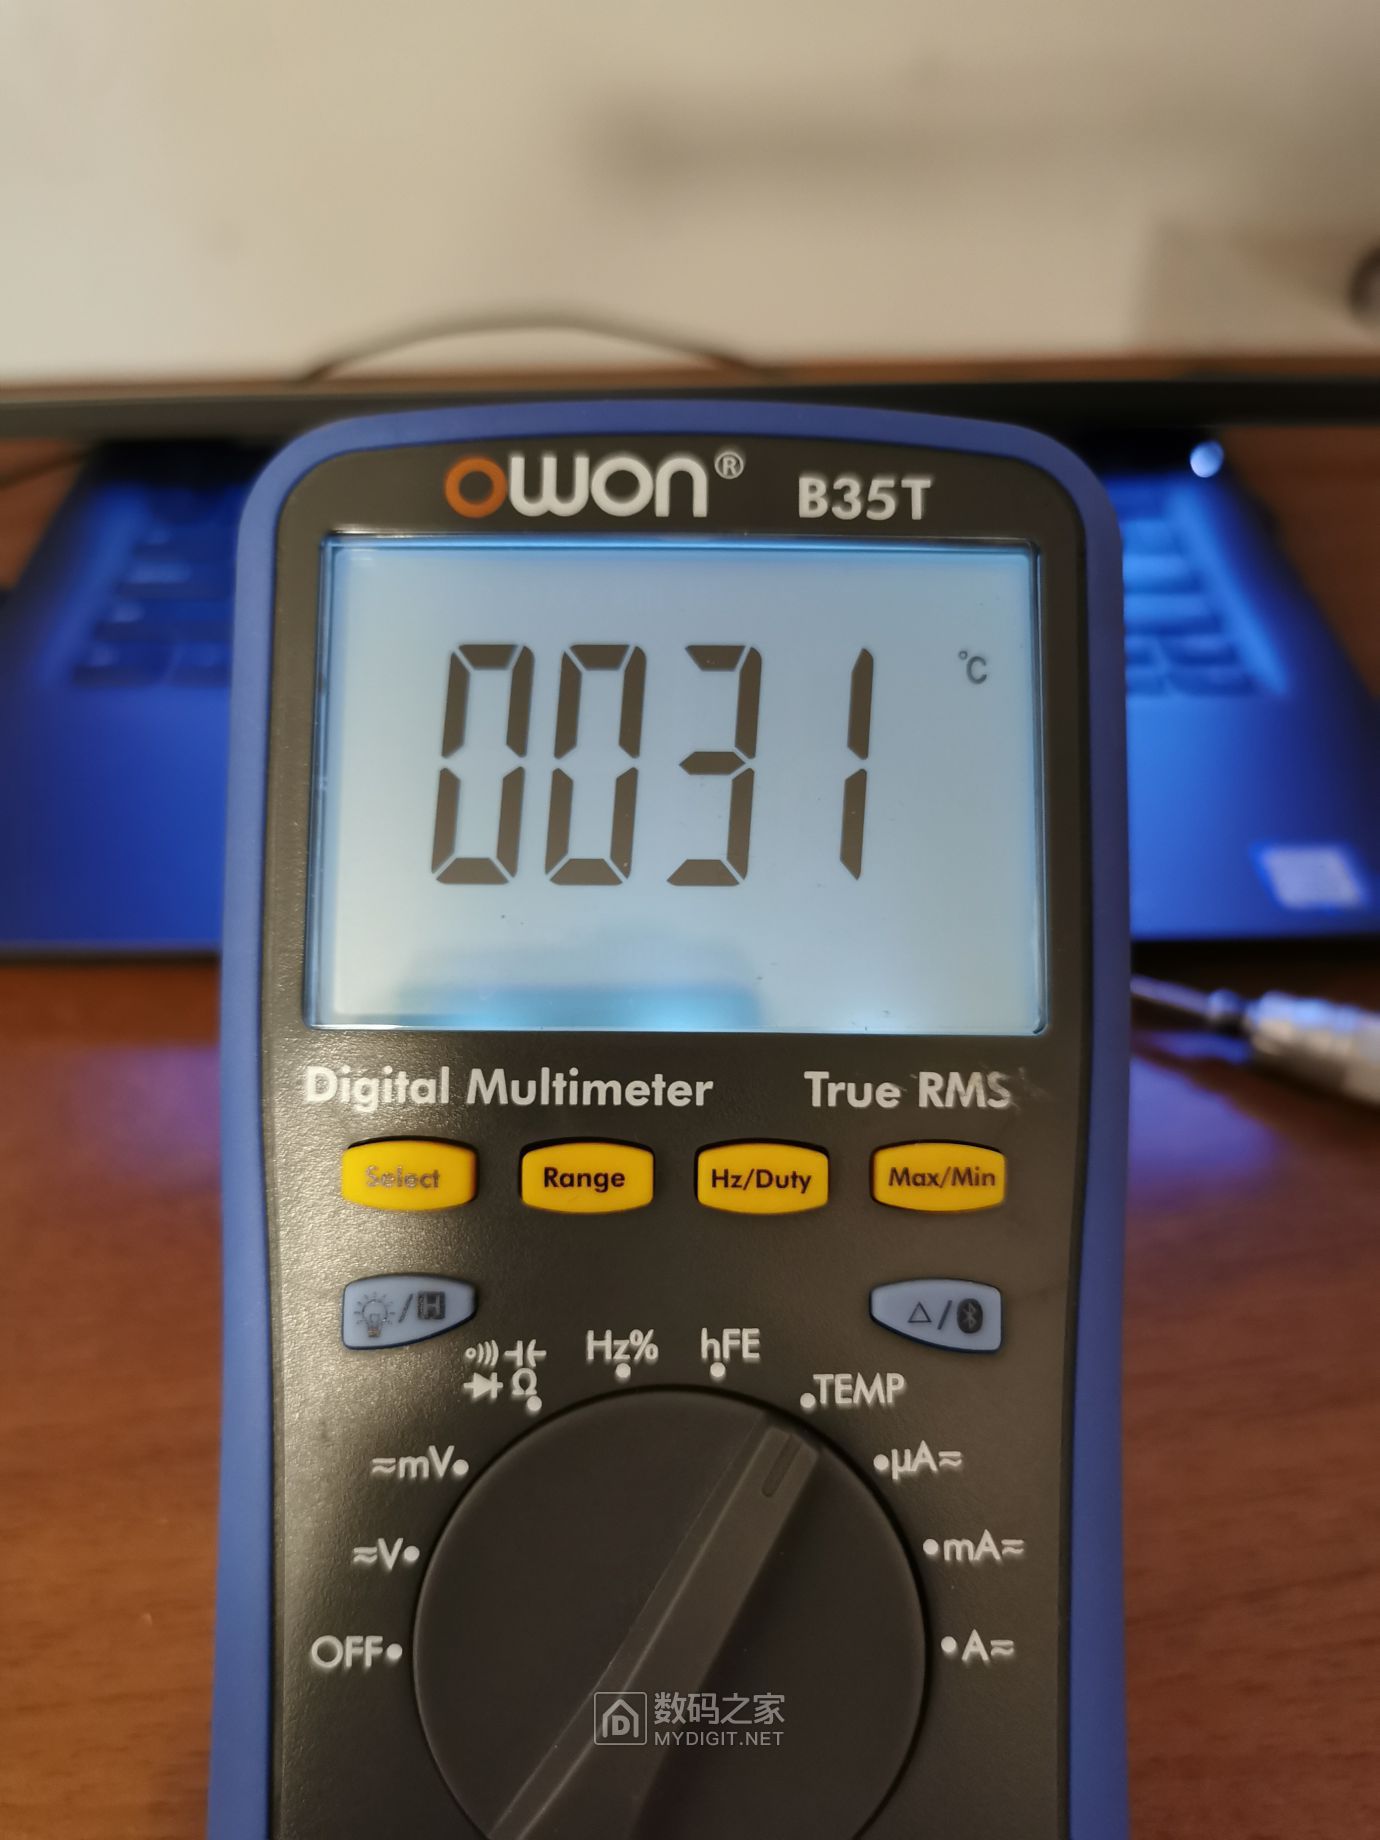 OWON® B35T
0031 °C
Digital Multimeter True RMS
Select Range Hz/Duty Max/Min
/H △/
Ω Hz% hFE TEMP
≂mV µA≂
≂V mA≂
OFF A≂
数码之家
MYDIGIT.NET